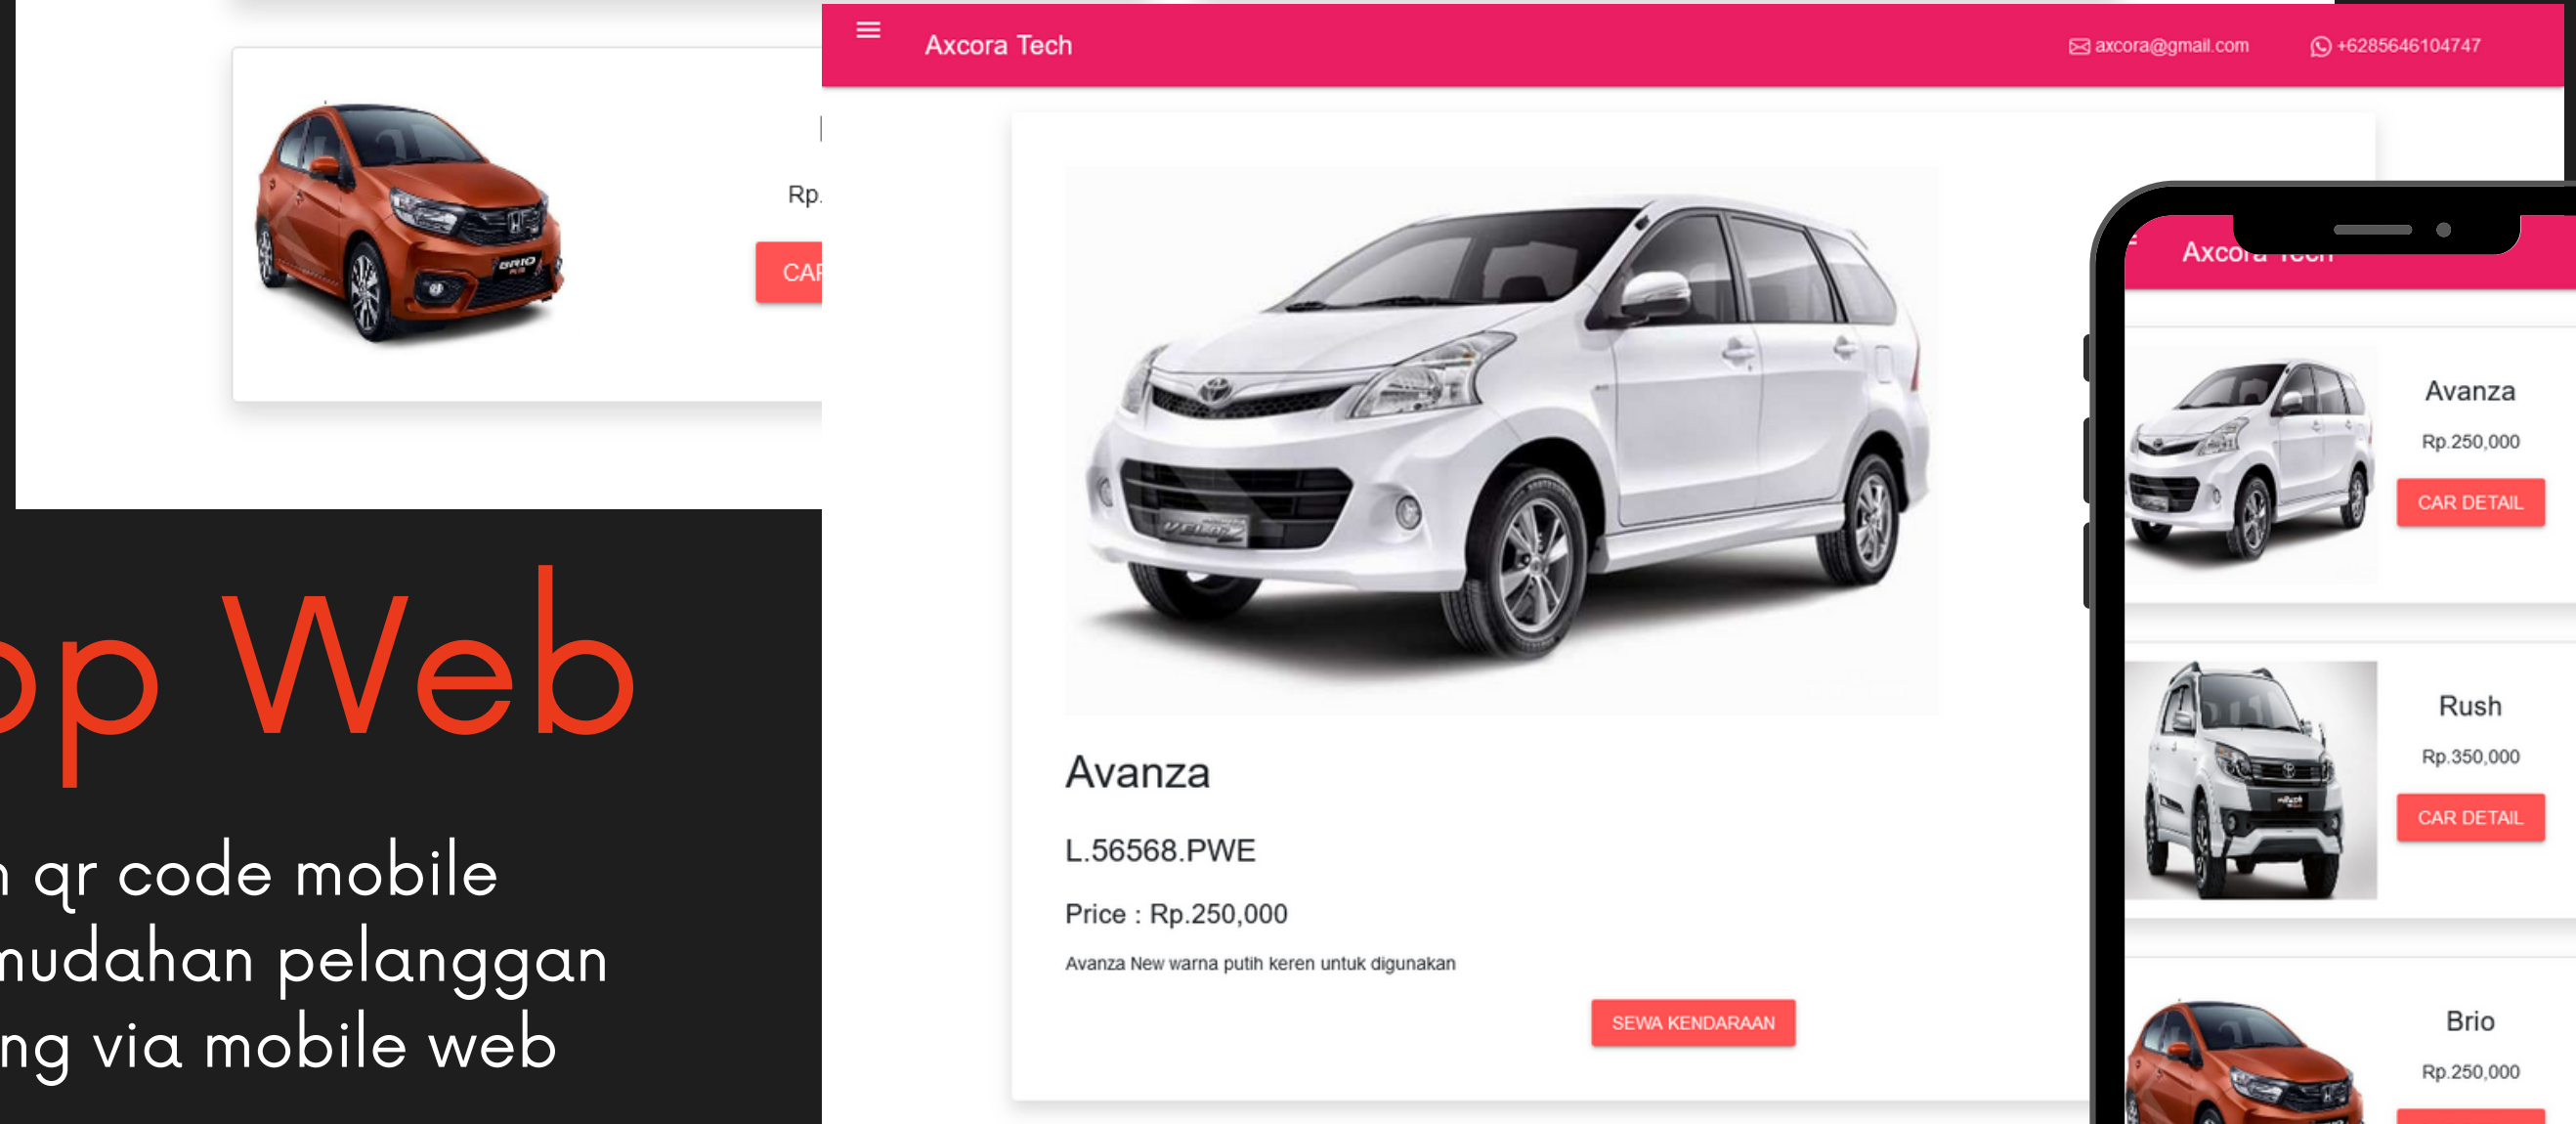 Rp.
BRIO
op Web
qr code mobile
mudahan pelanggan
ng via mobile web
Axcora Tech
axcora@gmail.com
+6285646104747
VELOZ
Avanza
L.56568.PWE
Price : Rp.250,000
Avanza New warna putih keren untuk digunakan
SEWA KENDARAAN
Axcora Tech
Avanza
Rp.250,000
CAR DETAIL
Rush
Rp.350,000
CAR DETAIL
Brio
Rp.250,000